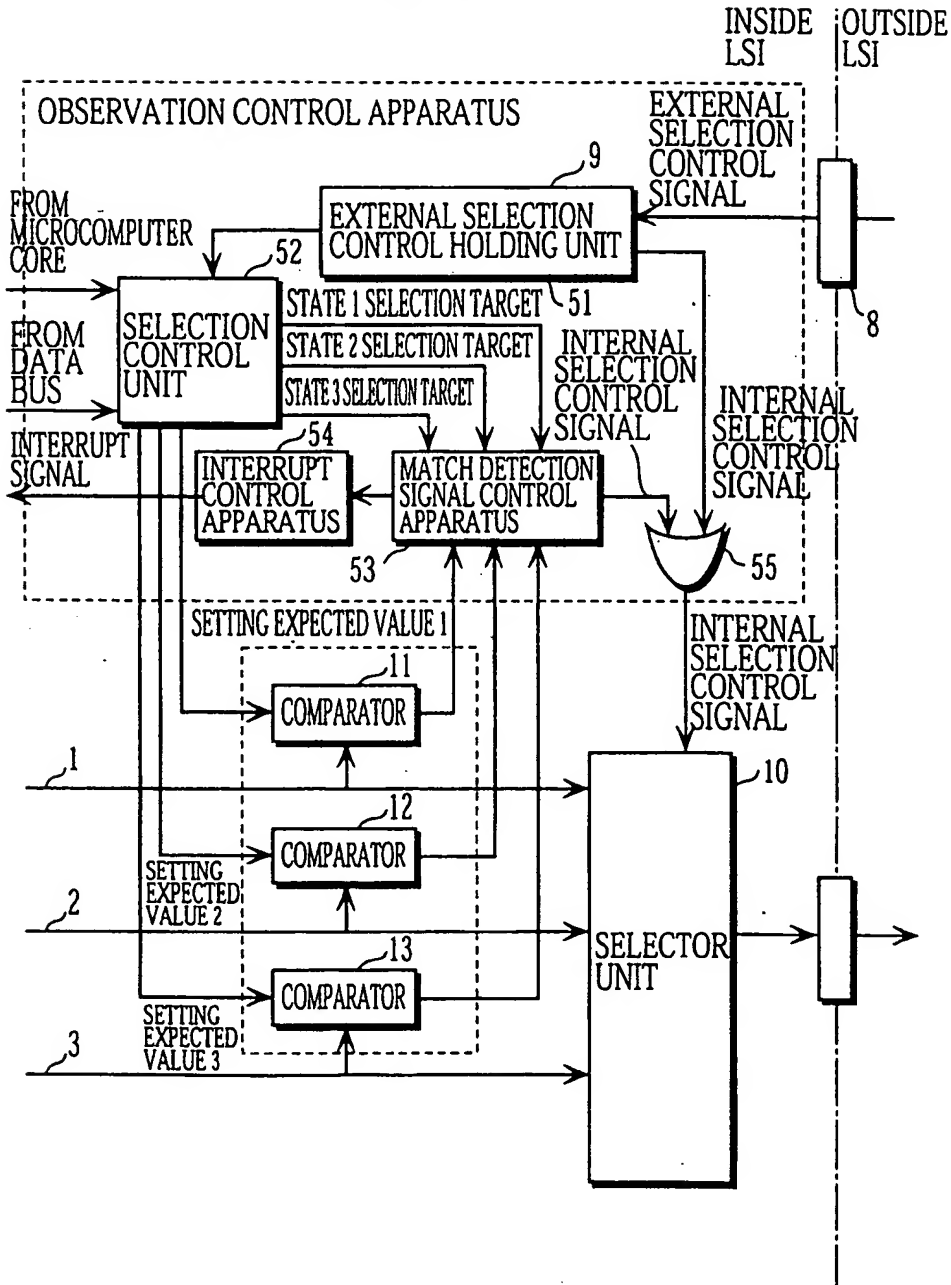 INSIDE
LSI
OUTSIDE
LSI
OBSERVATION CONTROL APPARATUS
EXTERNAL
SELECTION
CONTROL
SIGNAL
9
EXTERNAL SELECTION
CONTROL HOLDING UNIT
51
8
FROM
MICROCOMPUTER
CORE
52
SELECTION
CONTROL
UNIT
FROM
DATA
BUS
STATE 1 SELECTION TARGET
STATE 2 SELECTION TARGET
STATE 3 SELECTION TARGET
INTERNAL
SELECTION
CONTROL
SIGNAL
INTERNAL
SELECTION
CONTROL
SIGNAL
INTERRUPT
SIGNAL
54
INTERRUPT
CONTROL
APPARATUS
MATCH DETECTION
SIGNAL CONTROL
APPARATUS
53
55
SETTING EXPECTED VALUE 1
INTERNAL
SELECTION
CONTROL
SIGNAL
11
COMPARATOR
1
10
12
COMPARATOR
SETTING
EXPECTED
VALUE 2
2
SELECTOR
UNIT
13
COMPARATOR
SETTING
EXPECTED
VALUE 3
3